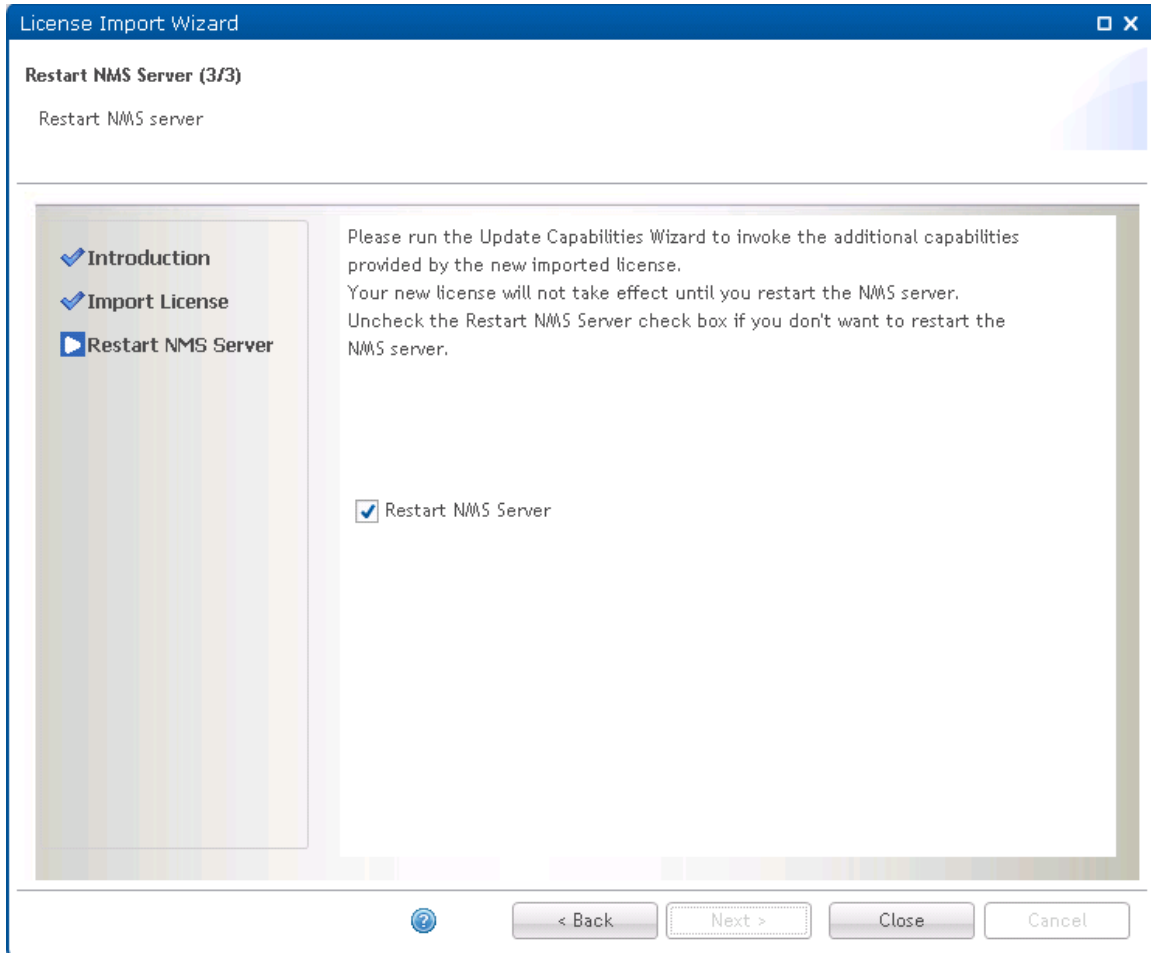 License Import Wizard
Restart NMS Server (3/3)
Restart NMS server
Introduction
Import License
Restart NMS Server
Please run the Update Capabilities Wizard to invoke the additional capabilities
provided by the new imported license.
Your new license will not take effect until you restart the NMS server.
Uncheck the Restart NMS Server check box if you don't want to restart the
NMS server.
Restart NMS Server
? < Back Next > Close Cancel